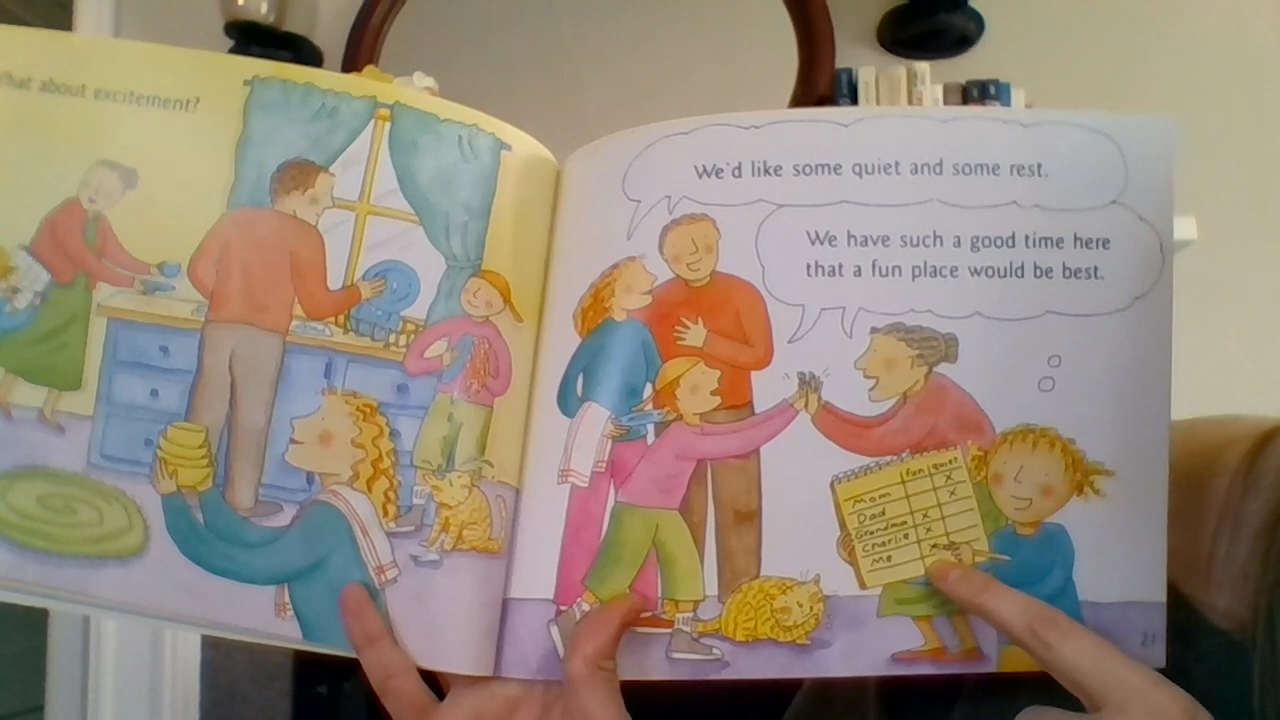 What about excitement?
We'd like some quiet and some rest.
We have such a good time here
that a fun place would be best.
fun quiet?
Mom X
Dad X
Grandma X
Charlie X
Me X
21